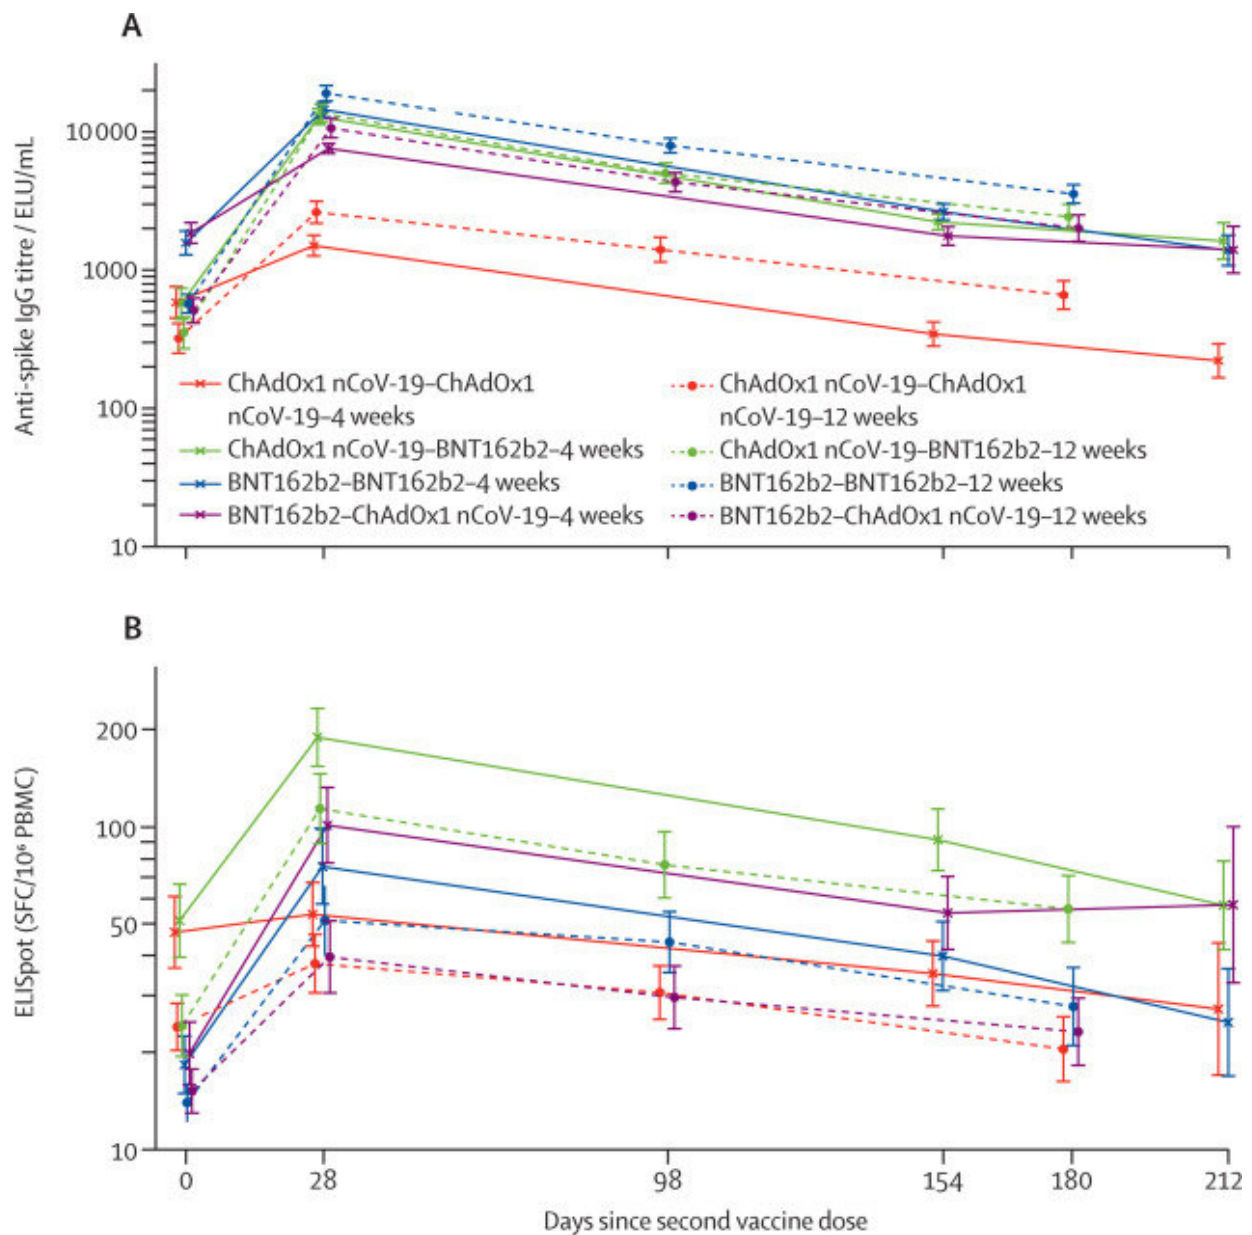 A
Anti-spike IgG titre / ELU/mL
10 000
1000
100
10
ChAdOx1 nCoV-19–ChAdOx1
nCoV-19–4 weeks
ChAdOx1 nCoV-19–BNT162b2–4 weeks
BNT162b2–BNT162b2–4 weeks
BNT162b2–ChAdOx1 nCoV-19–4 weeks
ChAdOx1 nCoV-19–ChAdOx1
nCoV-19–12 weeks
ChAdOx1 nCoV-19–BNT162b2–12 weeks
BNT162b2–BNT162b2–12 weeks
BNT162b2–ChAdOx1 nCoV-19–12 weeks
B
ELISpot (SFC/10⁶ PBMC)
200
100
50
20
10
0 28 98 154 180 212
Days since second vaccine dose